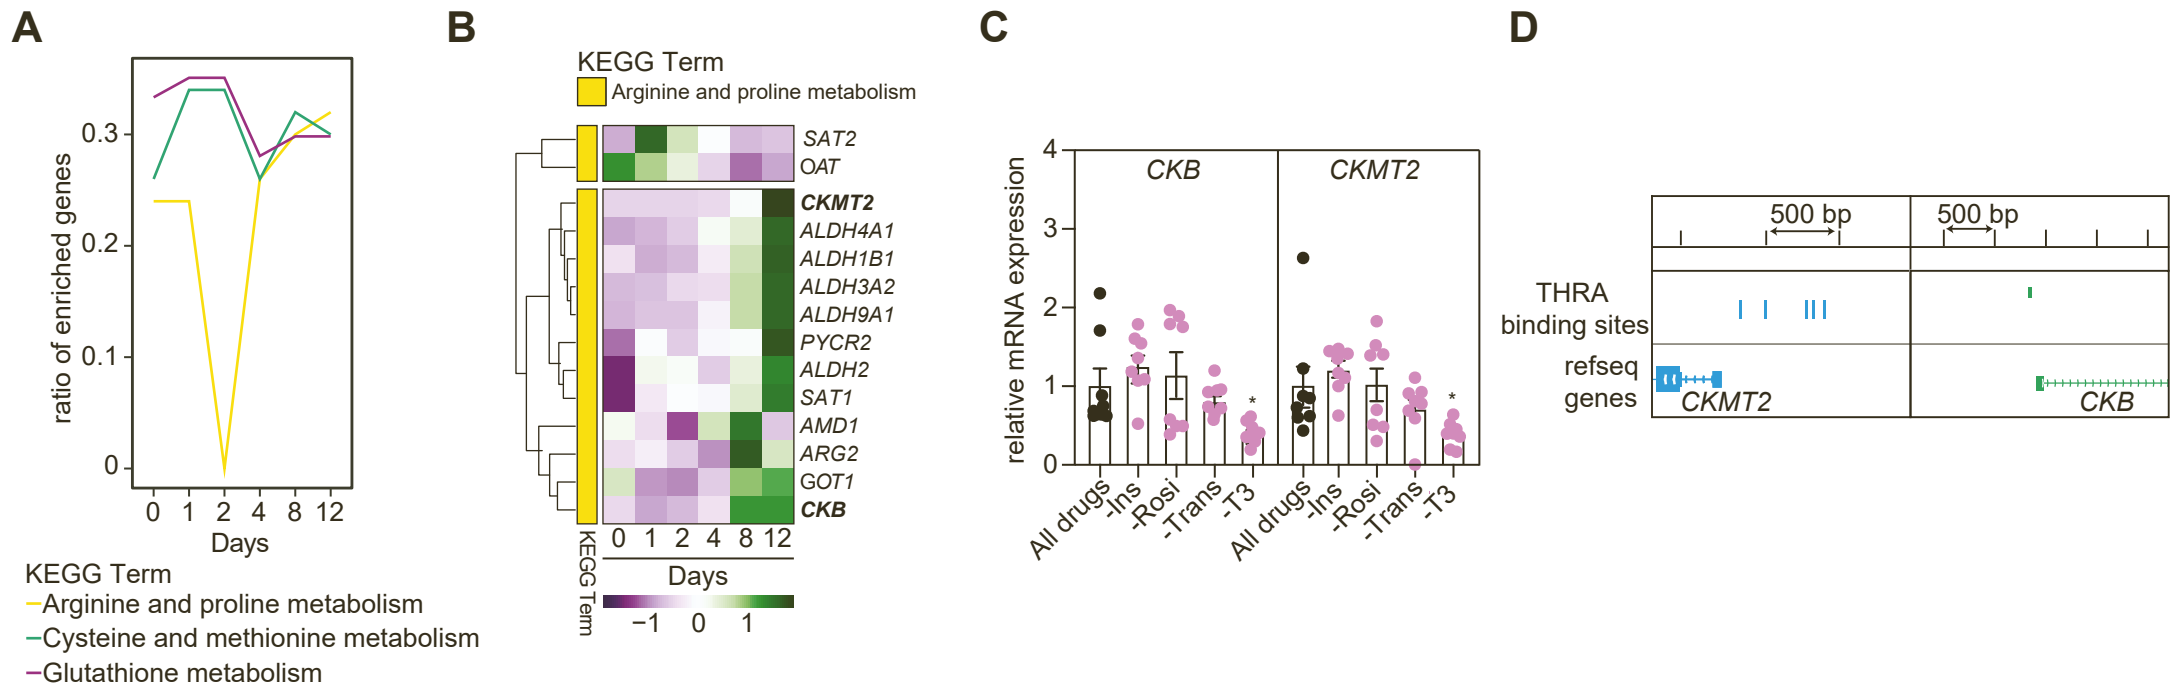 A
ratio of enriched genes
0.3
0.2
0.1
0
0 1 2 4 8 12
Days
KEGG Term
Arginine and proline metabolism
Cysteine and methionine metabolism
Glutathione metabolism
B
KEGG Term
Arginine and proline metabolism
SAT2
OAT
CKMT2
ALDH4A1
ALDH1B1
ALDH3A2
ALDH9A1
PYCR2
ALDH2
SAT1
AMD1
ARG2
GOT1
CKB
KEGG Term
0 1 2 4 8 12
Days
−1 0 1
C
relative mRNA expression
4
3
2
1
0
CKB
CKMT2
*
*
All drugs
-Ins
-Rosi
-Trans
-T3
All drugs
-Ins
-Rosi
-Trans
-T3
D
500 bp
500 bp
THRA
binding sites
refseq
genes
CKMT2
CKB